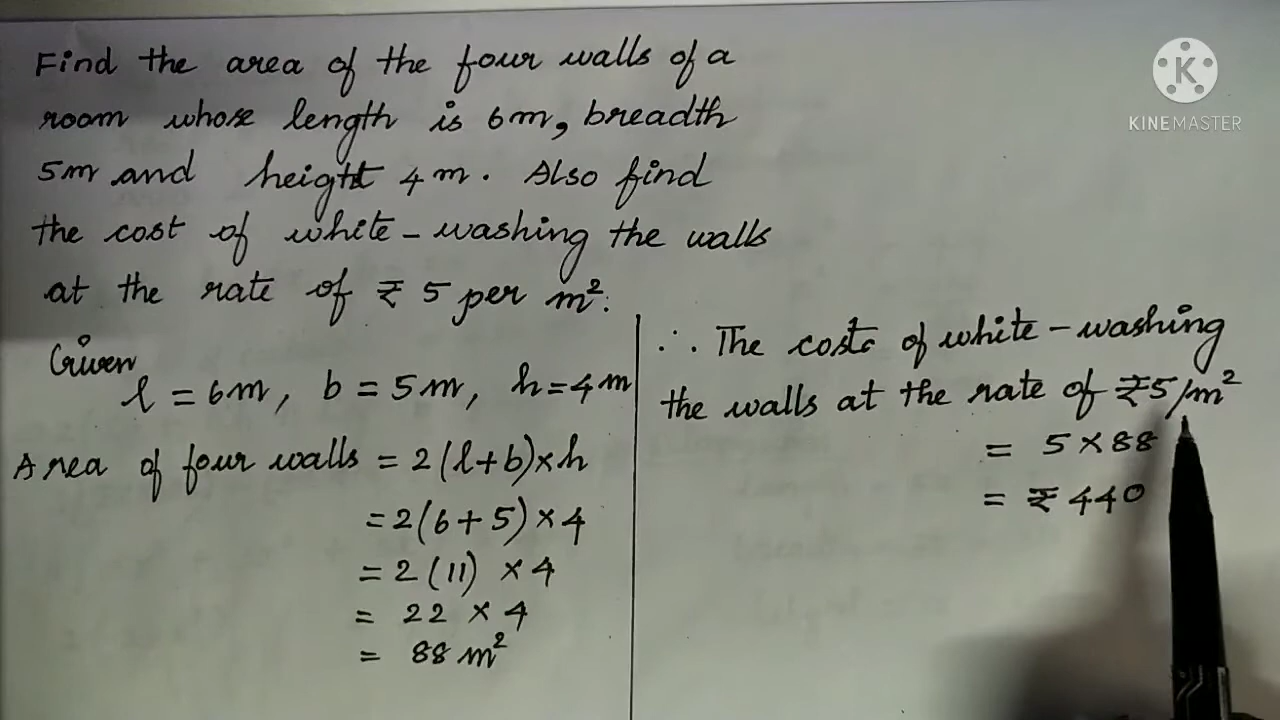 Find the area of the four walls of a
room whose length is 6m, breadth
5m and height 4m. Also find
the cost of white-washing the walls
at the rate of ₹ 5 per m².
Given
l = 6m, b = 5m, h = 4m
Area of four walls = 2(l+b)×h
= 2(6+5)×4
= 2(11) ×4
= 22 × 4
= 88 m²
∴ The cost of white-washing
the walls at the rate of ₹5/m²
= 5×88
= ₹ 440
K
KINEMASTER